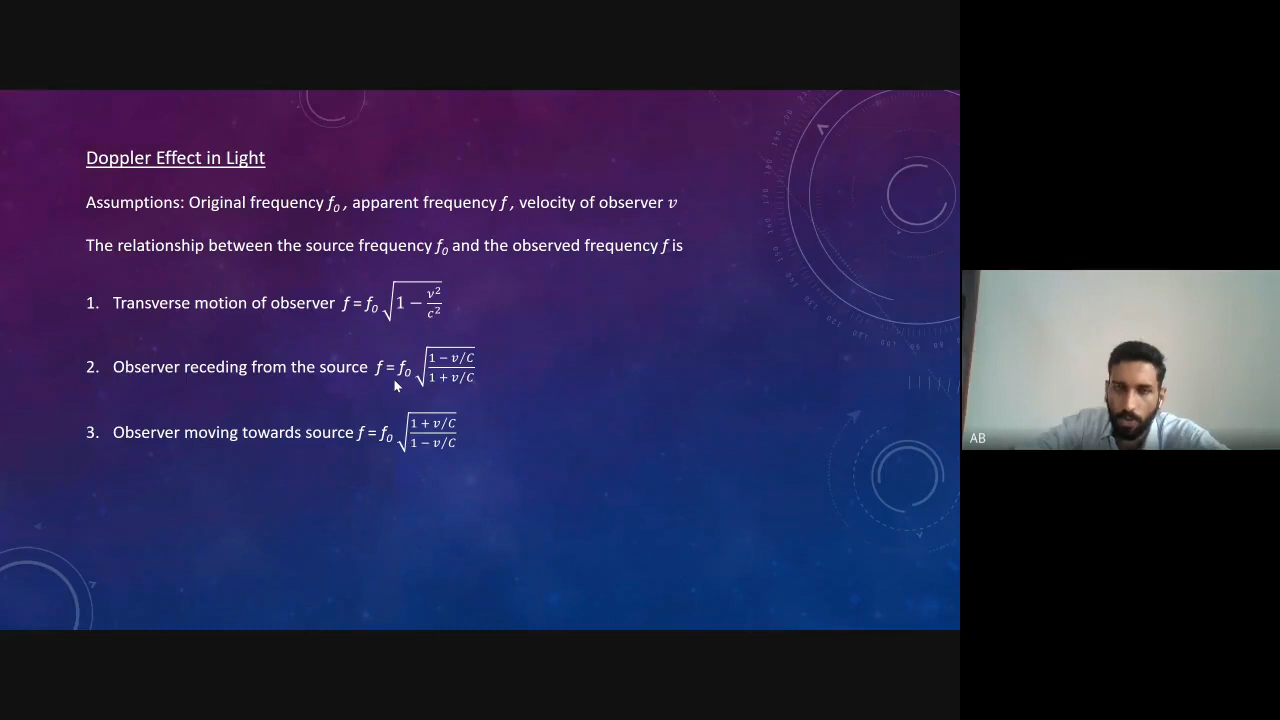 Doppler Effect in Light
Assumptions: Original frequency f₀ , apparent frequency f , velocity of observer v
The relationship between the source frequency f₀ and the observed frequency f is
1. Transverse motion of observer f = f₀ √(1 − v²/c²)
2. Observer receding from the source f = f₀ √((1 − v/C)/(1 + v/C))
3. Observer moving towards source f = f₀ √((1 + v/C)/(1 − v/C))
AB